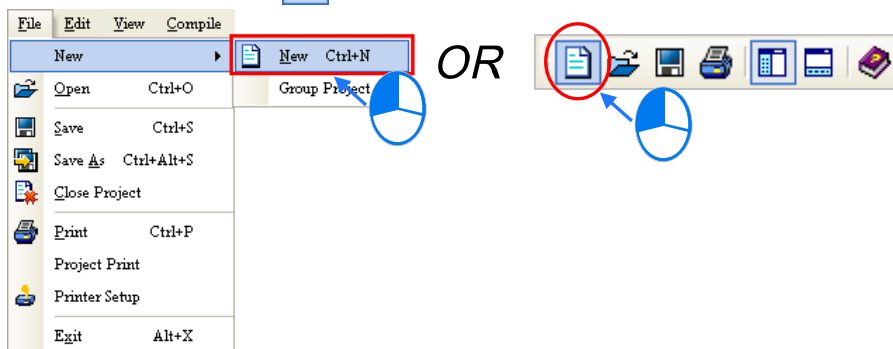 File Edit View Compile
New New Ctrl+N
Group Project
OR
Open Ctrl+O
Save Ctrl+S
Save As Ctrl+Alt+S
Close Project
Print Ctrl+P
Project Print
Printer Setup
Exit Alt+X